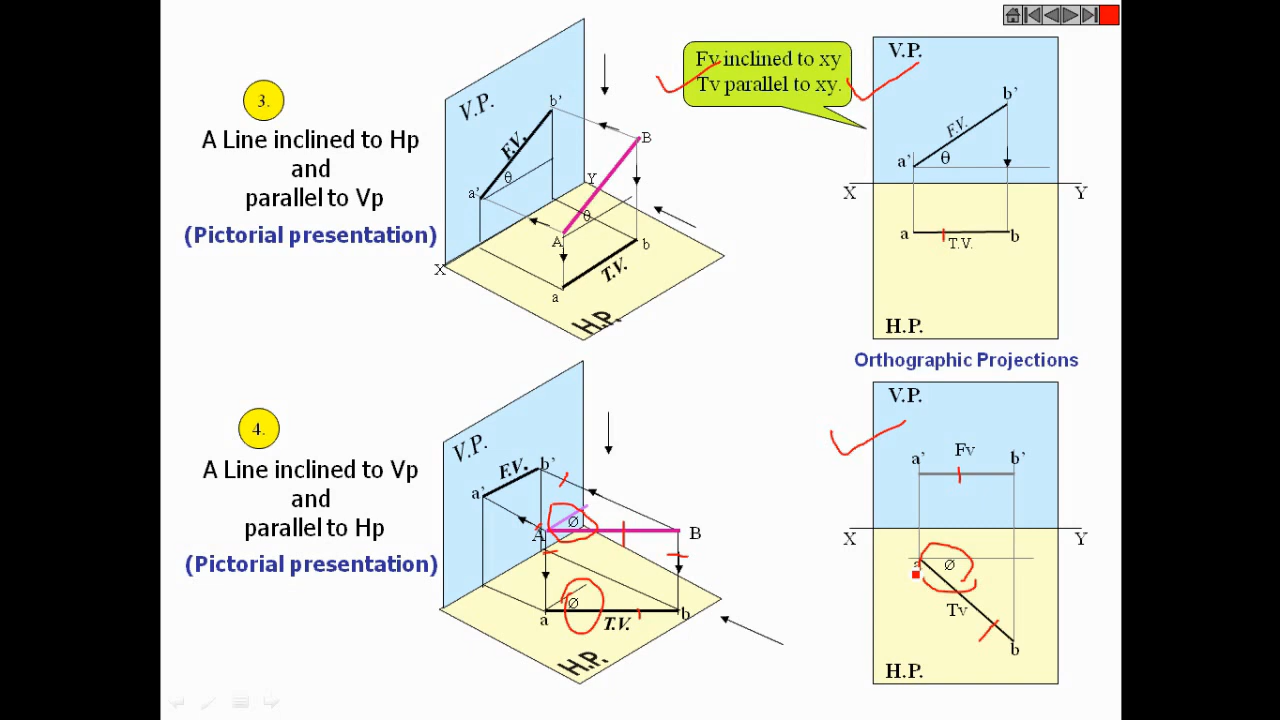 3.
A Line inclined to Hp
and
parallel to Vp
(Pictorial presentation)
V.P.
b'
F.V.
θ
a'
Y
B
θ
A
b
T.V.
a
X
H.P.
Fv inclined to xy
Tv parallel to xy.
V.P.
b'
F.V.
a'
θ
X
Y
a
b
T.V.
H.P.
Orthographic Projections
4.
A Line inclined to Vp
and
parallel to Hp
(Pictorial presentation)
V.P.
F.V.
b'
a'
Ø
A
B
Ø
a
T.V.
b
H.P.
V.P.
Fv
a'
b'
X
Y
a
Ø
Tv
b
H.P.